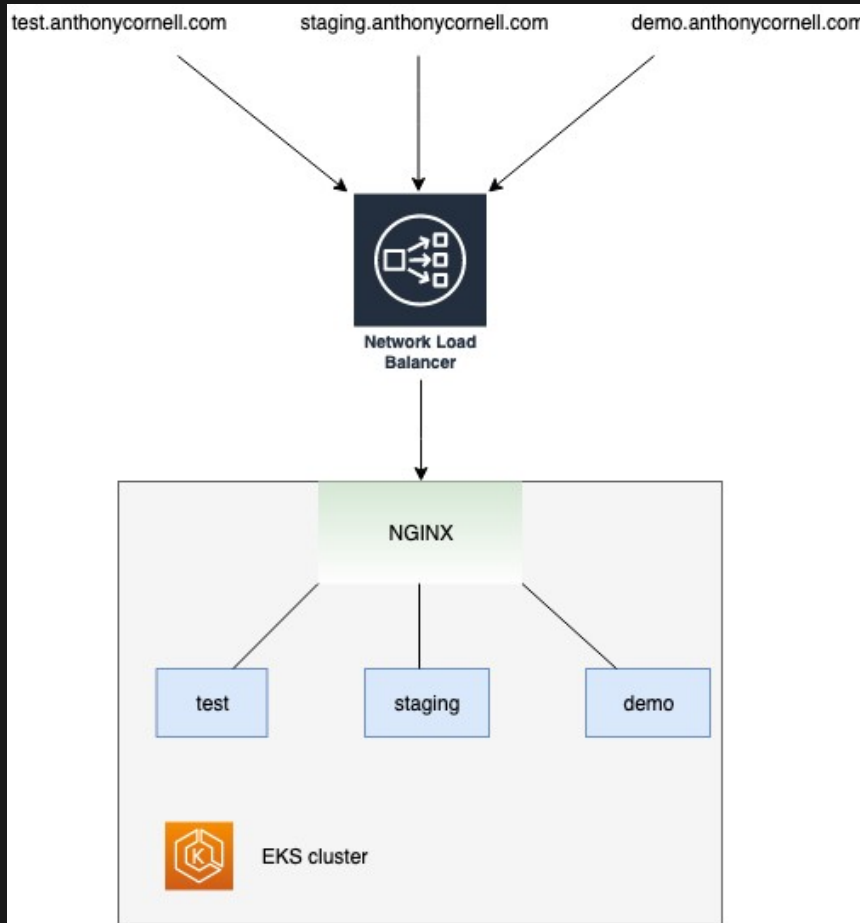 test.anthonycornell.com
staging.anthonycornell.com
demo.anthonycornell.com
Network Load
Balancer
NGINX
test
staging
demo
K
EKS cluster